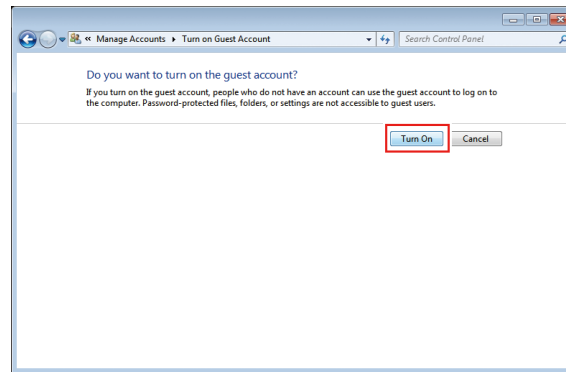 « Manage Accounts ▸ Turn on Guest Account Search Control Panel
Do you want to turn on the guest account?
If you turn on the guest account, people who do not have an account can use the guest account to log on to
the computer. Password-protected files, folders, or settings are not accessible to guest users.
Turn On Cancel